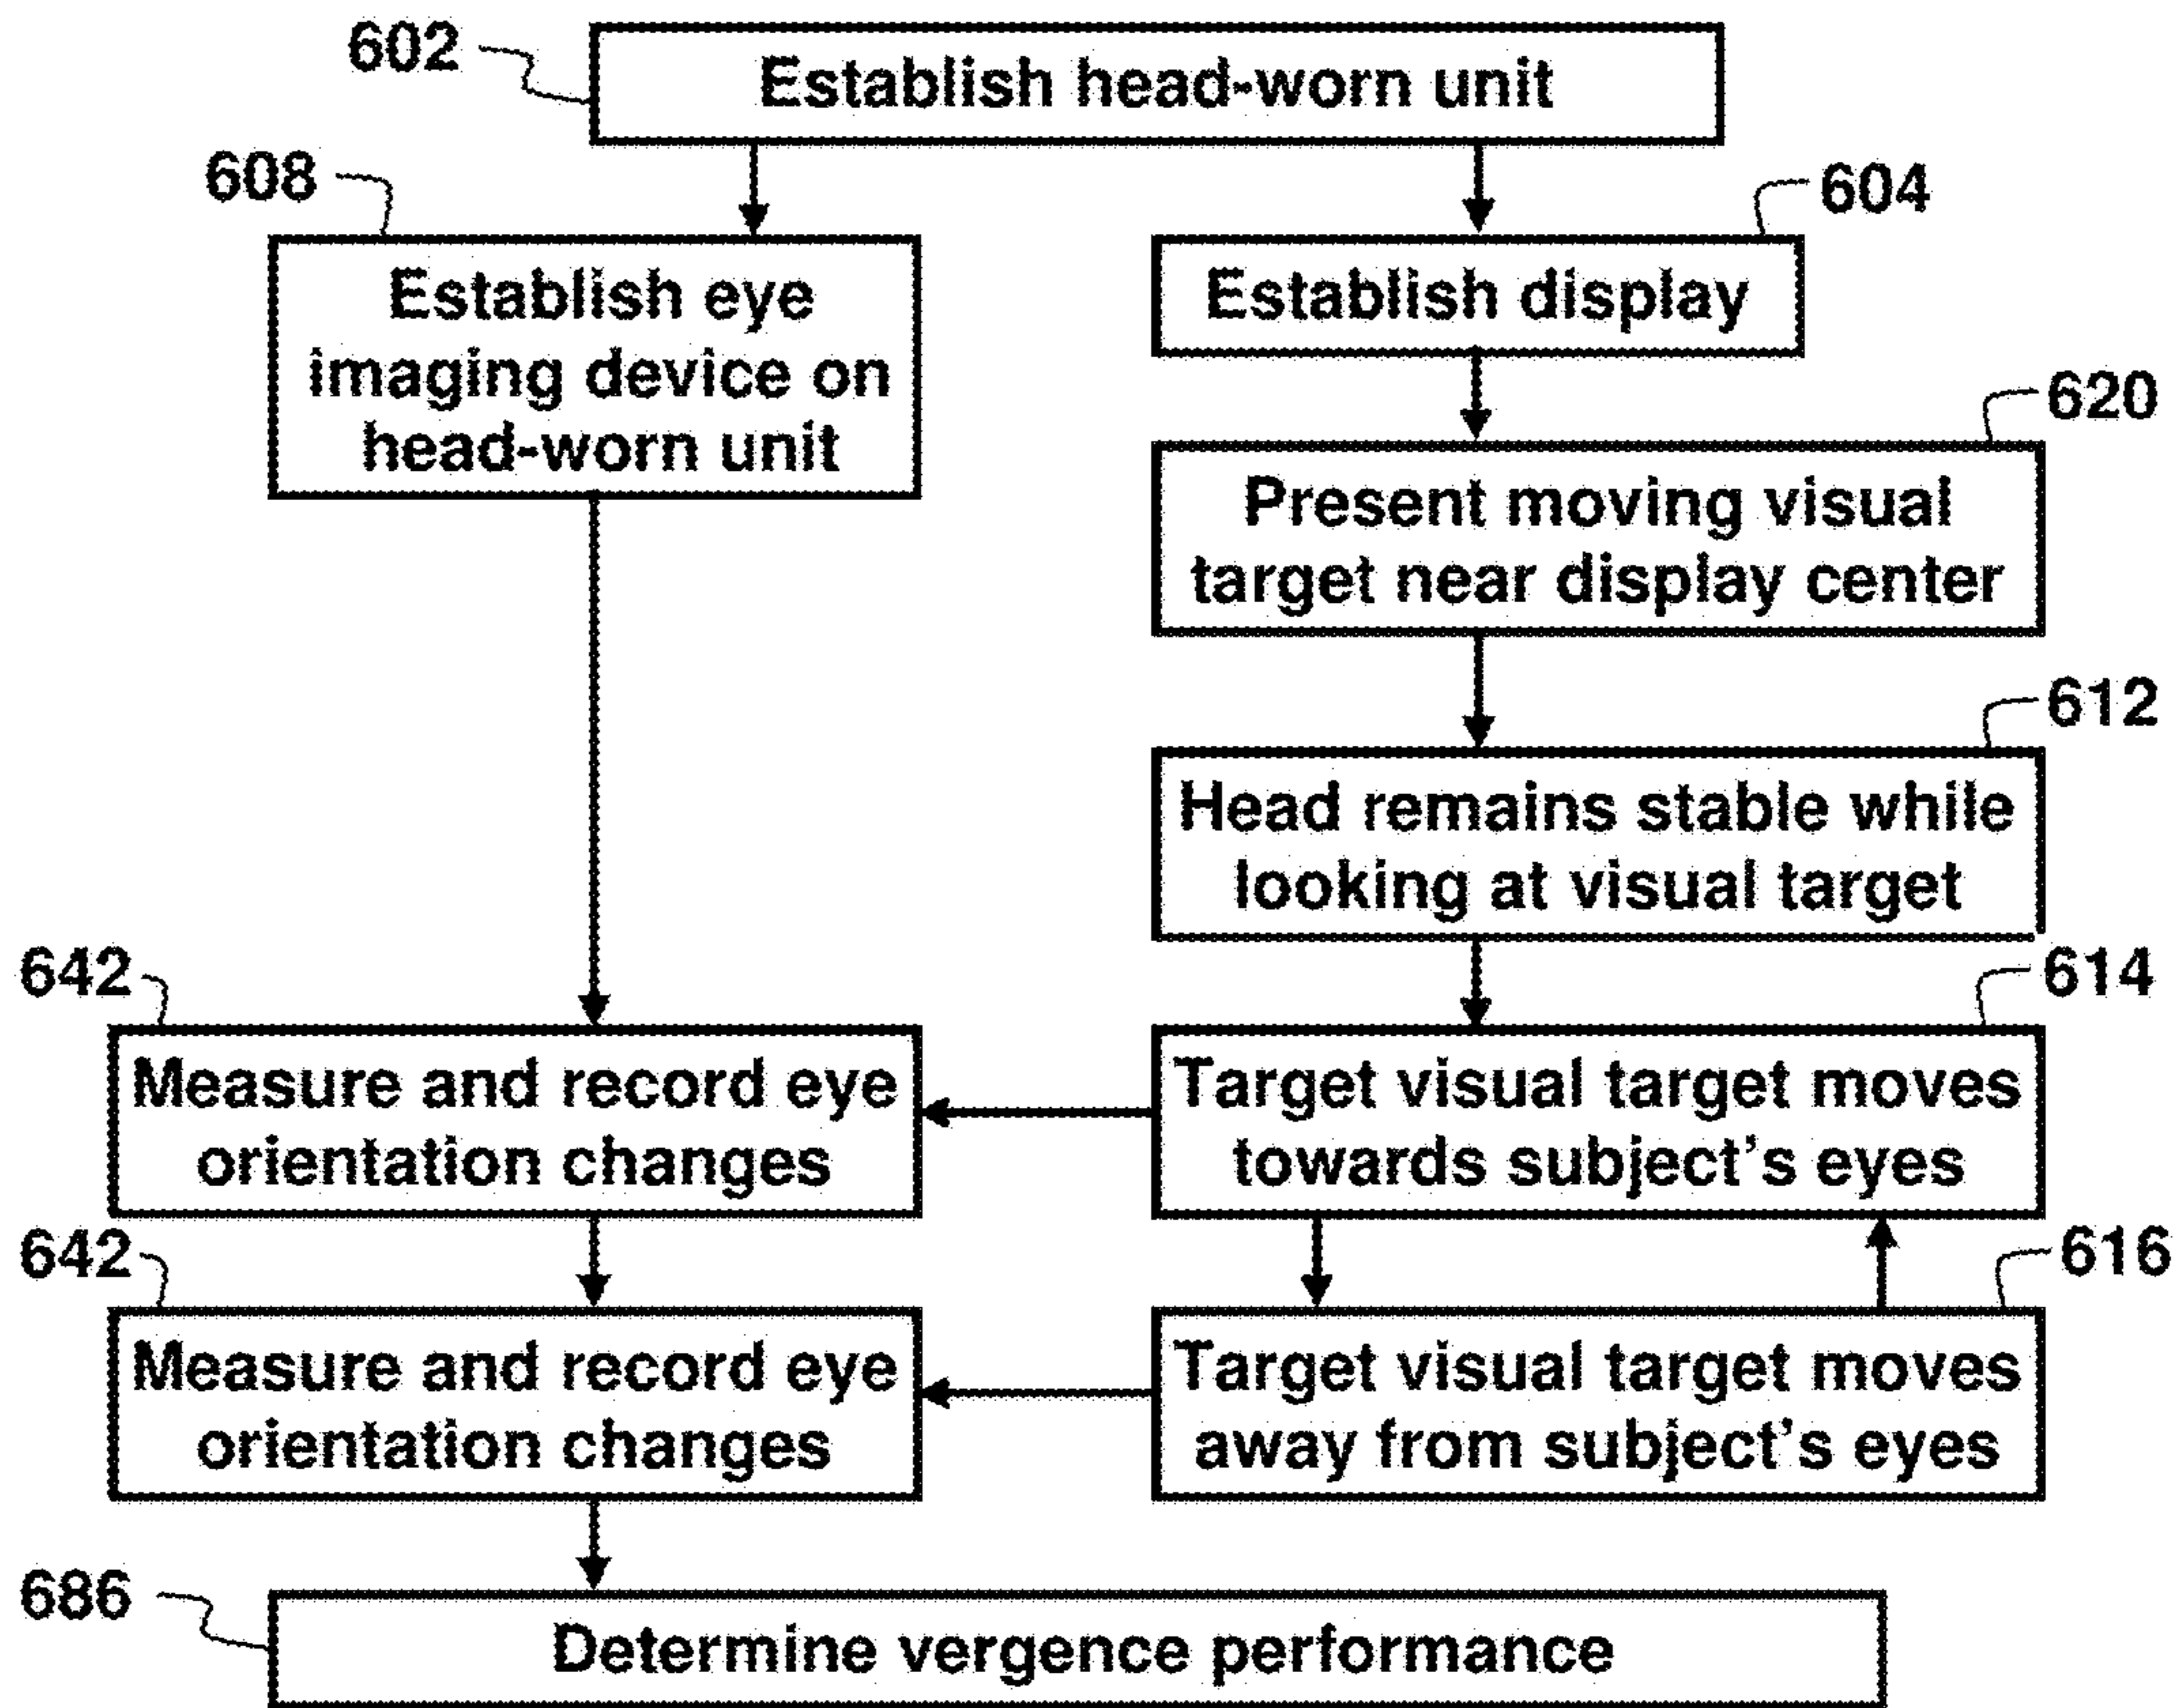 602
Establish head-worn unit
608
604
Establish eye
imaging device on
head-worn unit
Establish display
620
Present moving visual
target near display center
612
Head remains stable while
looking at visual target
642
614
Measure and record eye
orientation changes
Target visual target moves
towards subject's eyes
642
616
Measure and record eye
orientation changes
Target visual target moves
away from subject's eyes
686
Determine vergence performance